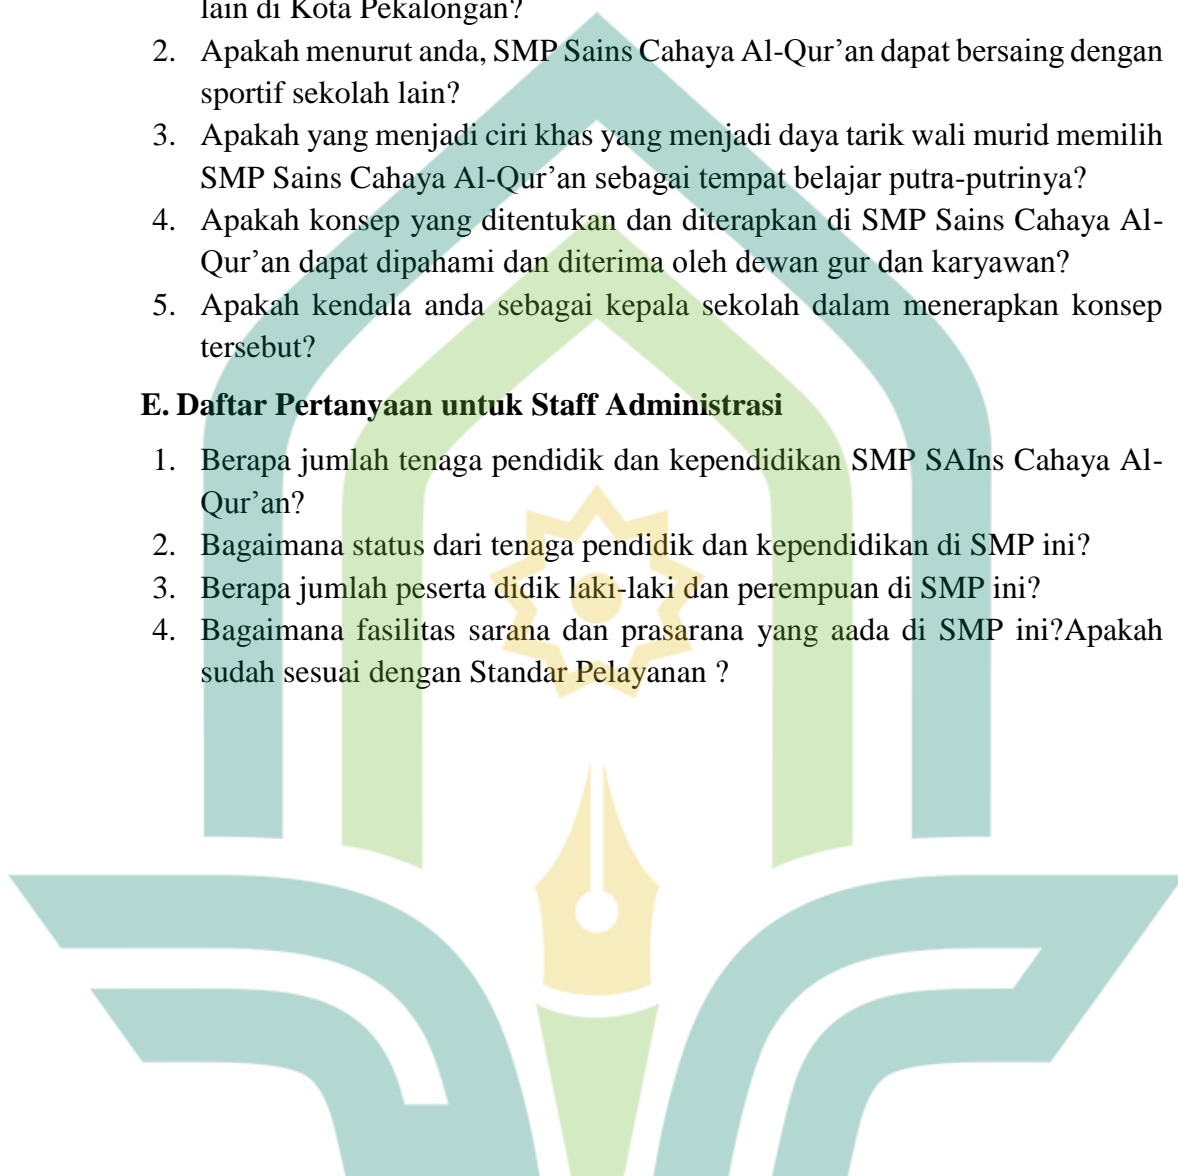 lain di Kota Pekalongan?
2. Apakah menurut anda, SMP Sains Cahaya Al-Qur’an dapat bersaing dengan
sportif sekolah lain?
3. Apakah yang menjadi ciri khas yang menjadi daya tarik wali murid memilih
SMP Sains Cahaya Al-Qur’an sebagai tempat belajar putra-putrinya?
4. Apakah konsep yang ditentukan dan diterapkan di SMP Sains Cahaya Al-
Qur’an dapat dipahami dan diterima oleh dewan gur dan karyawan?
5. Apakah kendala anda sebagai kepala sekolah dalam menerapkan konsep
tersebut?
E. Daftar Pertanyaan untuk Staff Administrasi
1. Berapa jumlah tenaga pendidik dan kependidikan SMP SAIns Cahaya Al-
Qur’an?
2. Bagaimana status dari tenaga pendidik dan kependidikan di SMP ini?
3. Berapa jumlah peserta didik laki-laki dan perempuan di SMP ini?
4. Bagaimana fasilitas sarana dan prasarana yang aada di SMP ini?Apakah
sudah sesuai dengan Standar Pelayanan ?